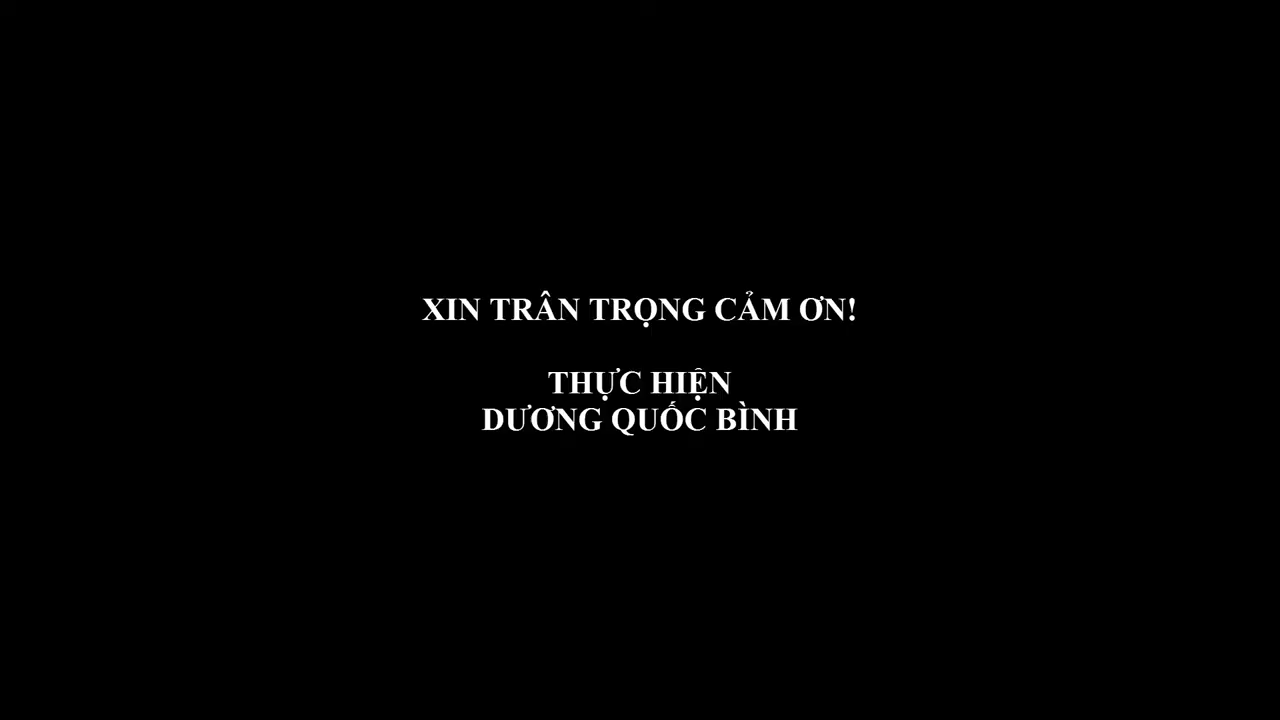 XIN TRÂN TRỌNG CẢM ƠN!
THỰC HIỆN
DƯƠNG QUỐC BÌNH